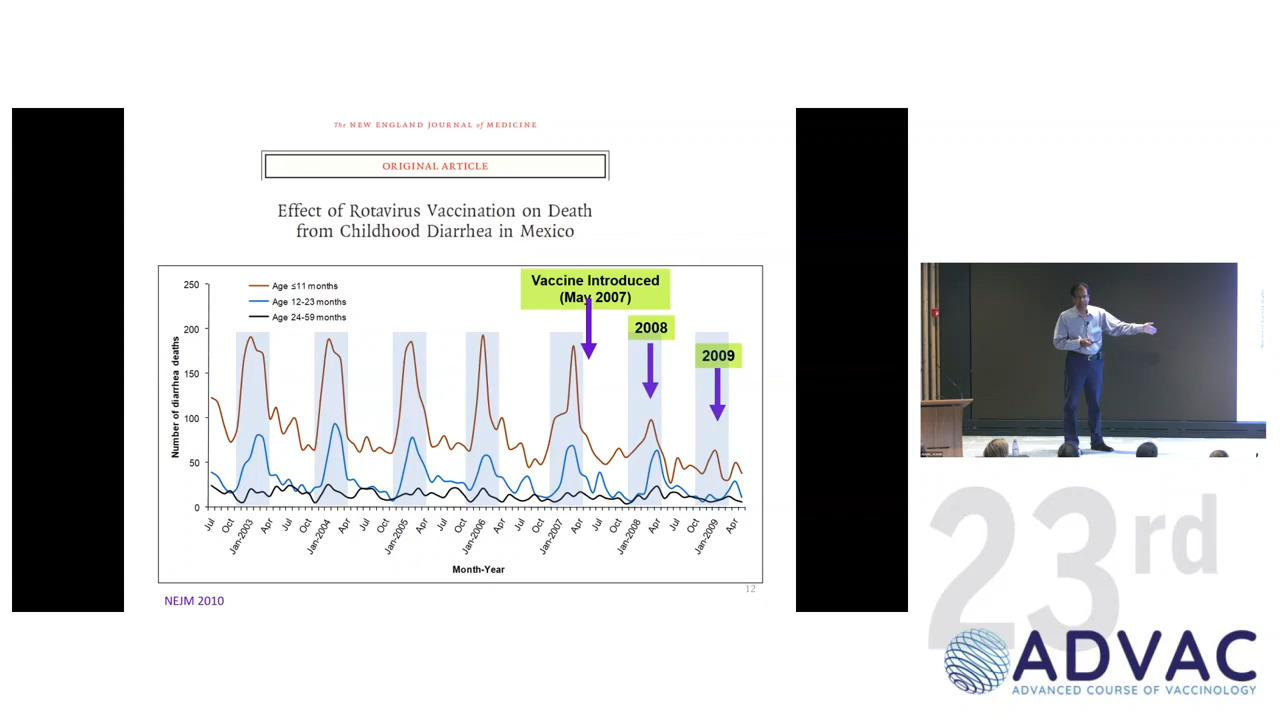 The NEW ENGLAND JOURNAL of MEDICINE
ORIGINAL ARTICLE
Effect of Rotavirus Vaccination on Death
from Childhood Diarrhea in Mexico
Vaccine Introduced
(May 2007)
2008
2009
Age ≤11 months
Age 12-23 months
Age 24-59 months
Number of diarrhea deaths
250
200
150
100
50
0
Jul
Oct
Jan-2003
Apr
Jul
Oct
Jan-2004
Apr
Jul
Oct
Jan-2005
Apr
Jul
Oct
Jan-2006
Apr
Jul
Oct
Jan-2007
Apr
Jul
Oct
Jan-2008
Apr
Jul
Oct
Jan-2009
Apr
Month-Year
12
NEJM 2010
23rd
ADVAC
ADVANCED COURSE OF VACCINOLOGY